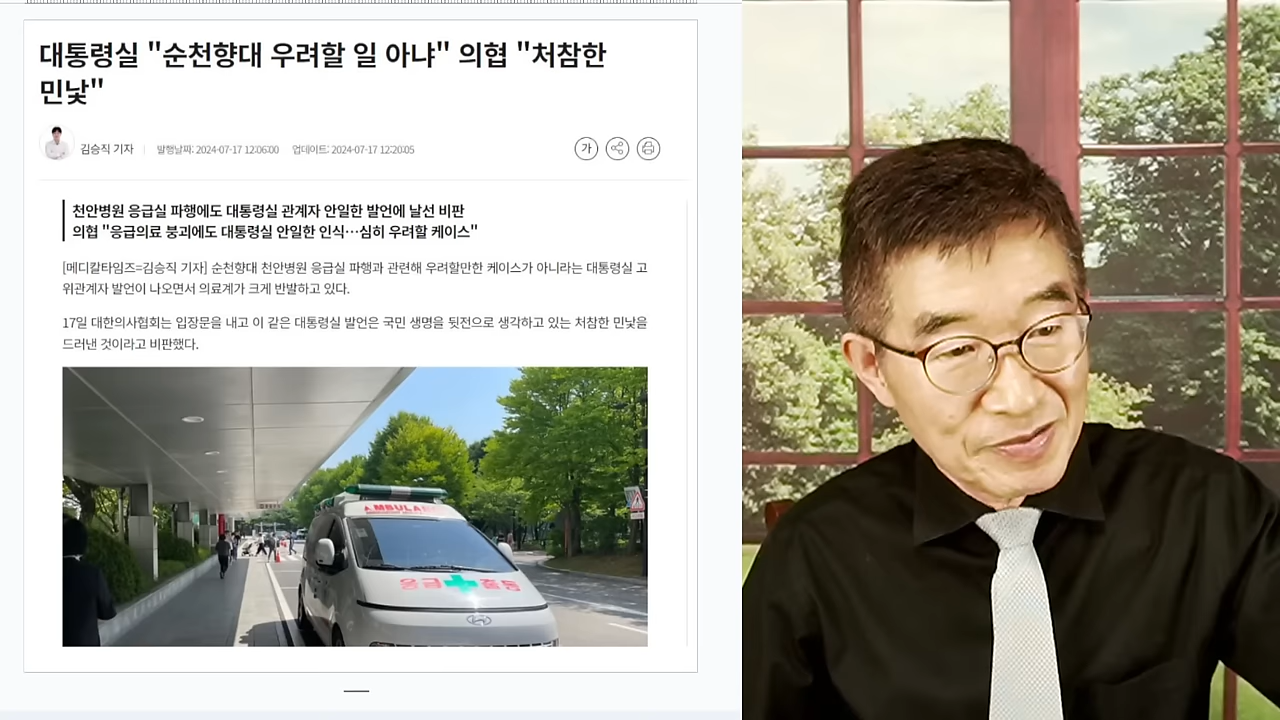 대통령실 "순천향대 우려할 일 아냐" 의협 "처참한
민낯"
김승직 기자 발행날짜: 2024-07-17 12:06:00 업데이트: 2024-07-17 12:20:05
가
천안병원 응급실 파행에도 대통령실 관계자 안일한 발언에 날선 비판
의협 "응급의료 붕괴에도 대통령실 안일한 인식…심히 우려할 케이스"
[메디칼타임즈=김승직 기자] 순천향대 천안병원 응급실 파행과 관련해 우려할만한 케이스가 아니라는 대통령실 고
위관계자 발언이 나오면서 의료계가 크게 반발하고 있다.
17일 대한의사협회는 입장문을 내고 이 같은 대통령실 발언은 국민 생명을 뒷전으로 생각하고 있는 처참한 민낯을
드러낸 것이라고 비판했다.
AMBULANCE
응급 출동